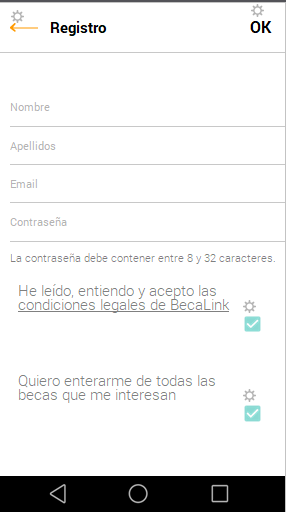 Registro
OK
Nombre
Apellidos
Email
Contraseña
La contraseña debe contener entre 8 y 32 caracteres.
He leído, entiendo y acepto las
condiciones legales de BecaLink
Quiero enterarme de todas las
becas que me interesan